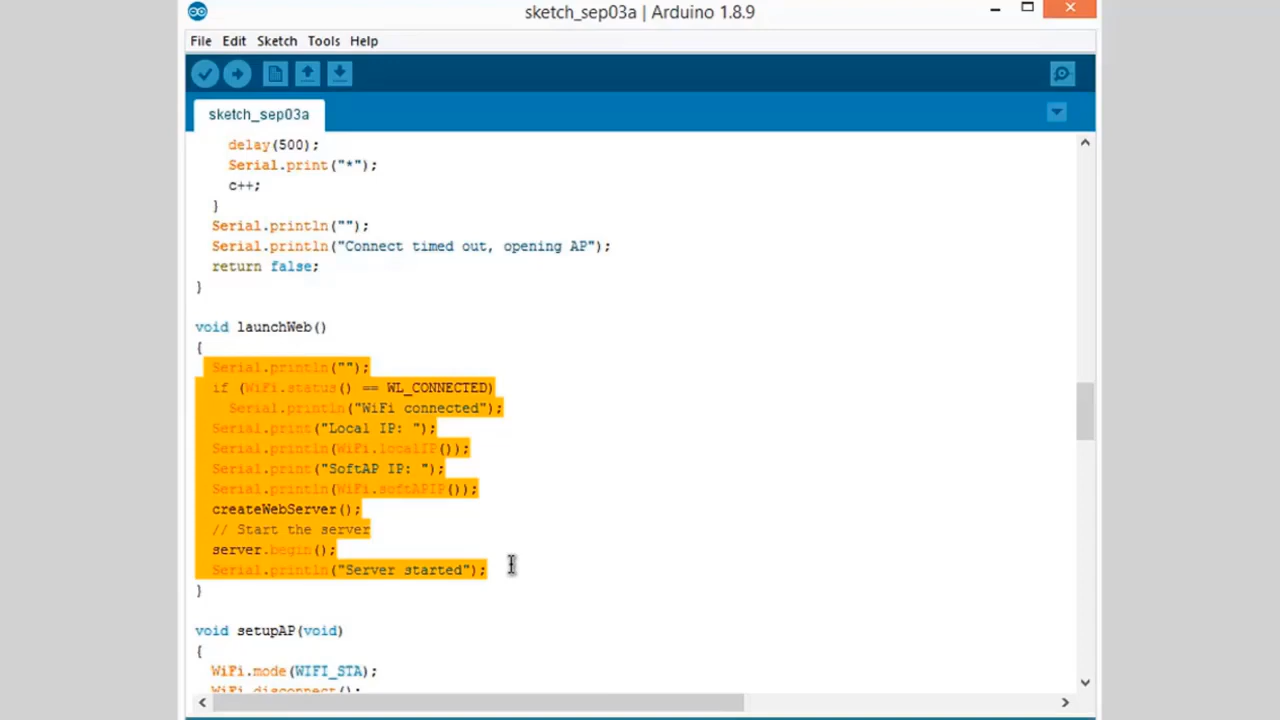 sketch_sep03a | Arduino 1.8.9
File Edit Sketch Tools Help
sketch_sep03a
delay(500);
Serial.print("*");
c++;
}
Serial.println("");
Serial.println("Connect timed out, opening AP");
return false;
}
void launchWeb()
{
Serial.println("");
if (WiFi.status() == WL_CONNECTED)
Serial.println("WiFi connected");
Serial.print("Local IP: ");
Serial.println(WiFi.localIP());
Serial.print("SoftAP IP: ");
Serial.println(WiFi.softAPIP());
createWebServer();
// Start the server
server.begin();
Serial.println("Server started");
}
void setupAP(void)
{
WiFi.mode(WIFI_STA);
WiFi.disconnect();